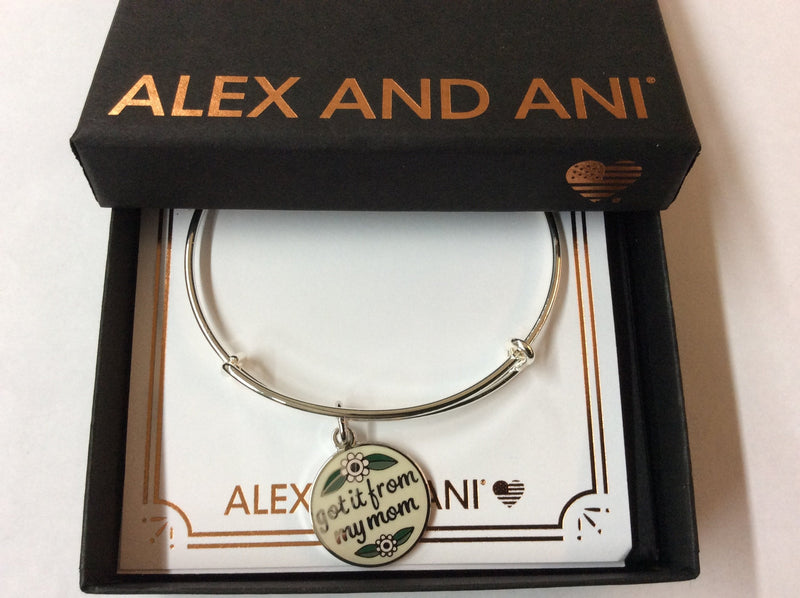 ALEX AND ANI®
got it from
my mom
ALEX AND ANI®